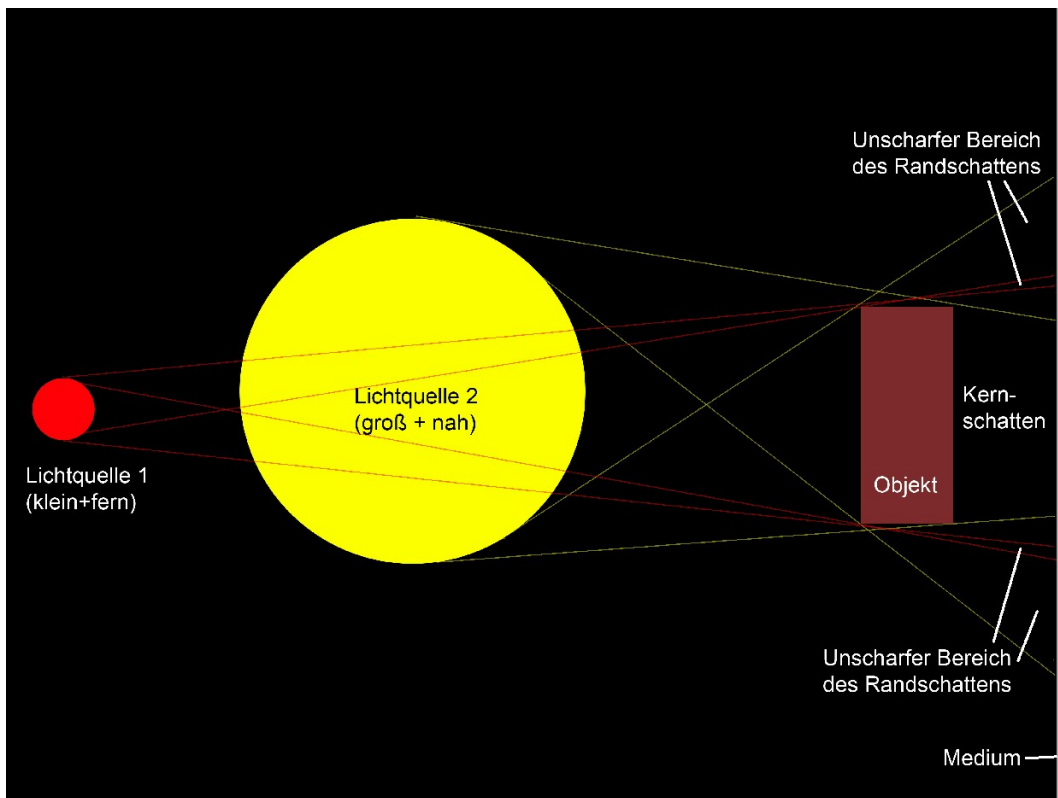 Unscharfer Bereich
des Randschattens
Lichtquelle 2
(groß + nah)
Kern-
schatten
Lichtquelle 1
(klein+fern)
Objekt
Unscharfer Bereich
des Randschattens
Medium